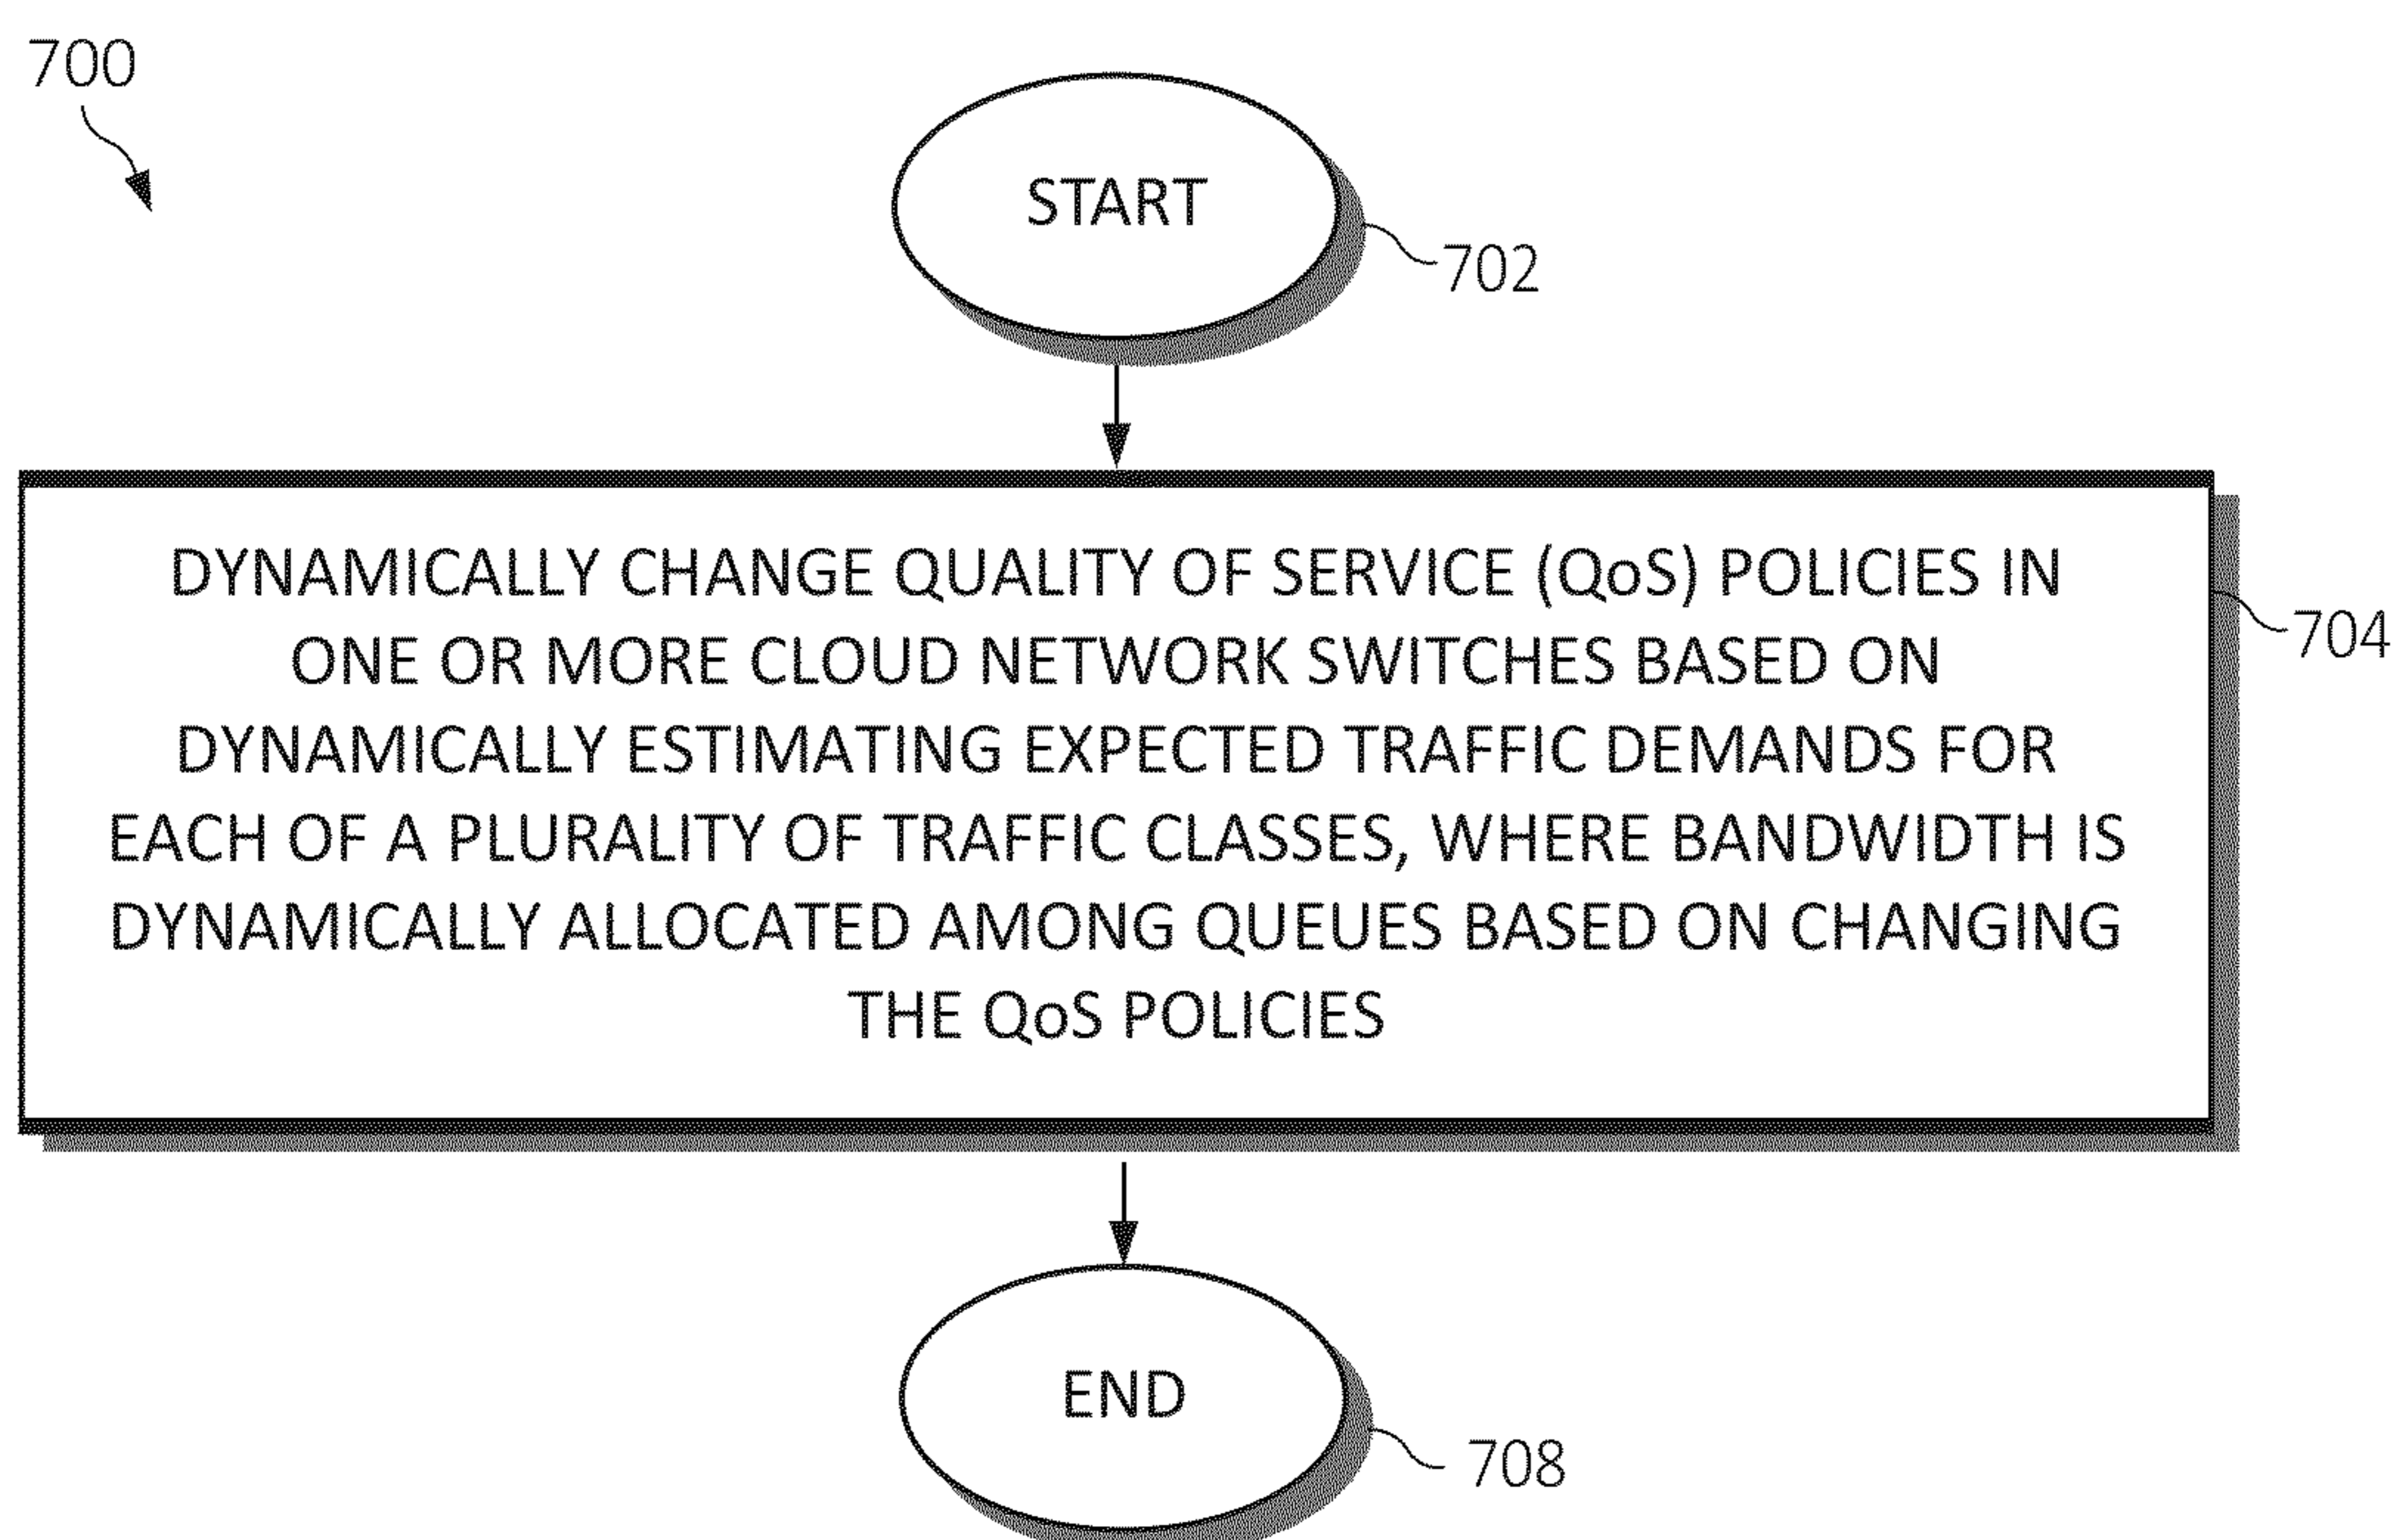 700
START
702
DYNAMICALLY CHANGE QUALITY OF SERVICE (QoS) POLICIES IN
ONE OR MORE CLOUD NETWORK SWITCHES BASED ON
DYNAMICALLY ESTIMATING EXPECTED TRAFFIC DEMANDS FOR
EACH OF A PLURALITY OF TRAFFIC CLASSES, WHERE BANDWIDTH IS
DYNAMICALLY ALLOCATED AMONG QUEUES BASED ON CHANGING
THE QoS POLICIES
704
END
708